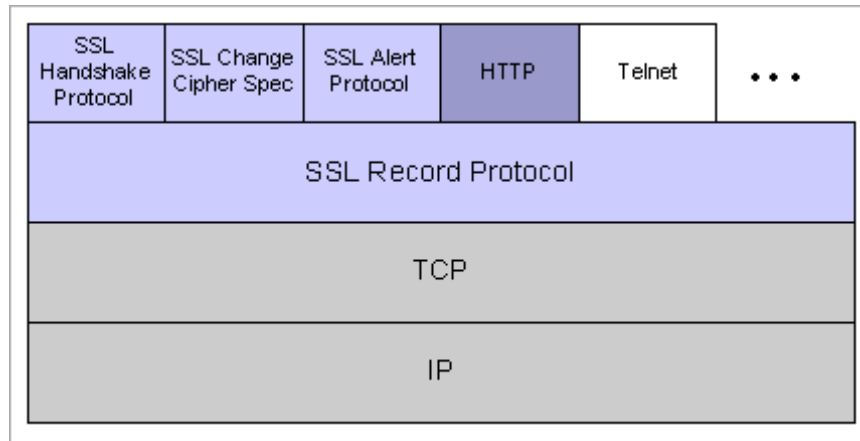 SSL
Handshake
Protocol
SSL Change
Cipher Spec
SSL Alert
Protocol
HTTP
Telnet
• • •
SSL Record Protocol
TCP
IP